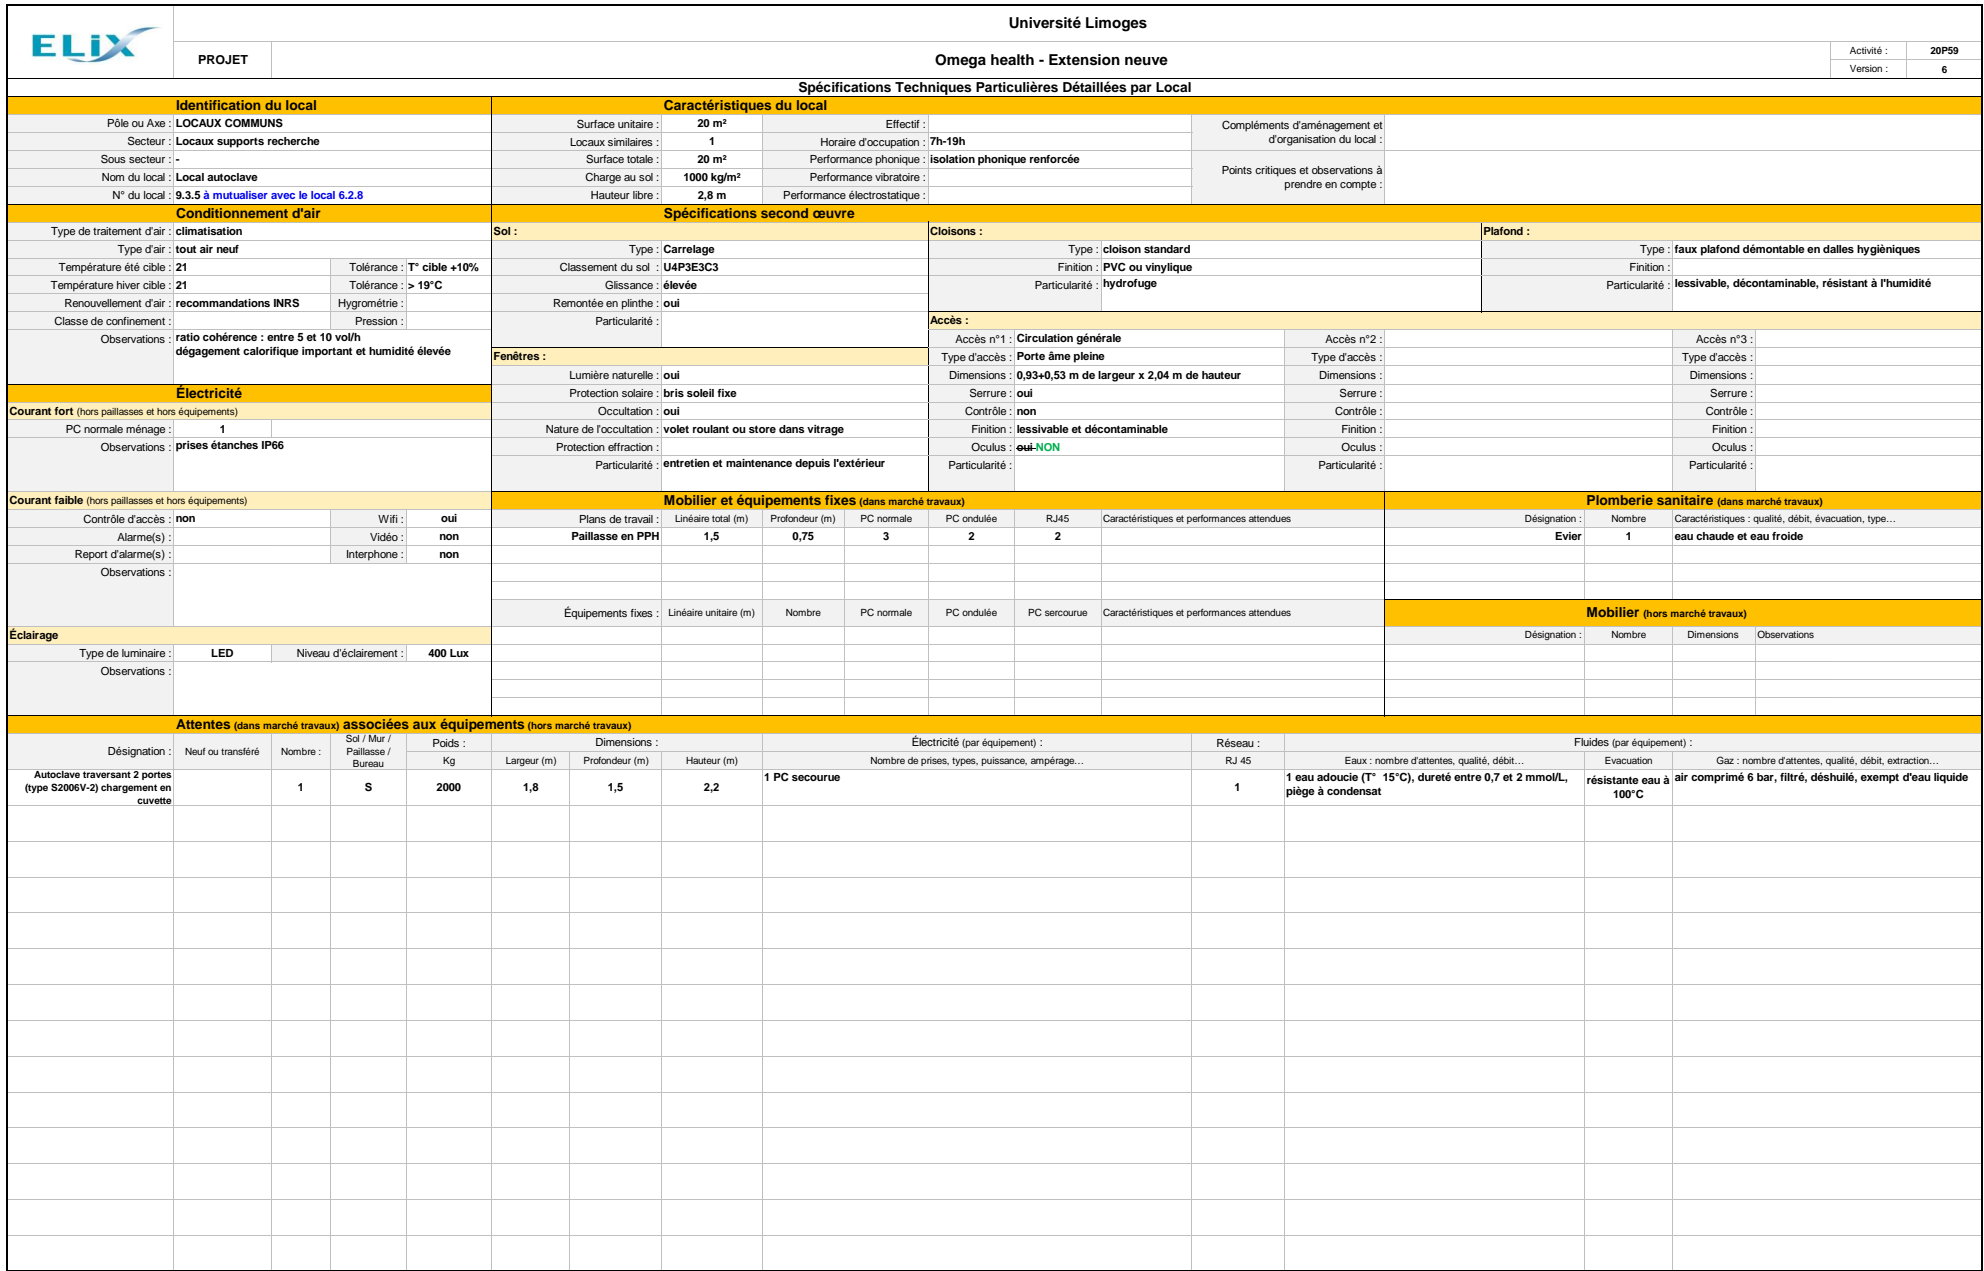 ELiX
Université Limoges
PROJET
Omega health - Extension neuve
Activité : 20P59
Version : 6
Spécifications Techniques Particulières Détaillées par Local
Identification du local
Pôle ou Axe : LOCAUX COMMUNS
Secteur : Locaux supports recherche
Sous secteur : -
Nom du local : Local autoclave
N° du local : 9.3.5 à mutualiser avec le local 6.2.8
Caractéristiques du local
Surface unitaire : 20 m²
Locaux similaires : 1
Surface totale : 20 m²
Charge au sol : 1000 kg/m²
Hauteur libre : 2,8 m
Effectif :
Horaire d'occupation : 7h-19h
Performance phonique : isolation phonique renforcée
Performance vibratoire :
Performance électrostatique :
Compléments d'aménagement et
d'organisation du local :
Points critiques et observations à
prendre en compte :
Conditionnement d'air
Type de traitement d'air : climatisation
Type d'air : tout air neuf
Température été cible : 21 Tolérance : T° cible +10%
Température hiver cible : 21 Tolérance : > 19°C
Renouvellement d'air : recommandations INRS Hygrométrie :
Classe de confinement : Pression :
Observations : ratio cohérence : entre 5 et 10 vol/h
dégagement calorifique important et humidité élevée
Spécifications second œuvre
Sol :
Type : Carrelage
Classement du sol : U4P3E3C3
Glissance : élevée
Remontée en plinthe : oui
Particularité :
Cloisons :
Type : cloison standard
Finition : PVC ou vinylique
Particularité : hydrofuge
Plafond :
Type : faux plafond démontable en dalles hygièniques
Finition :
Particularité : lessivable, décontaminable, résistant à l'humidité
Fenêtres :
Lumière naturelle : oui
Protection solaire : bris soleil fixe
Occultation : oui
Nature de l'occultation : volet roulant ou store dans vitrage
Protection effraction :
Particularité : entretien et maintenance depuis l'extérieur
Accès :
Accès n°1 : Circulation générale
Type d'accès : Porte âme pleine
Dimensions : 0,93+0,53 m de largeur x 2,04 m de hauteur
Serrure : oui
Contrôle : non
Finition : lessivable et décontaminable
Oculus : oui NON
Particularité :
Accès n°2 :
Type d'accès :
Dimensions :
Serrure :
Contrôle :
Finition :
Oculus :
Particularité :
Accès n°3 :
Type d'accès :
Dimensions :
Serrure :
Contrôle :
Finition :
Oculus :
Particularité :
Électricité
Courant fort (hors paillasses et hors équipements)
PC normale ménage : 1
Observations : prises étanches IP66
Courant faible (hors paillasses et hors équipements)
Contrôle d'accès : non Wifi : oui
Alarme(s) : Vidéo : non
Report d'alarme(s) : Interphone : non
Observations :
Éclairage
Type de luminaire : LED Niveau d'éclairement : 400 Lux
Observations :
Mobilier et équipements fixes (dans marché travaux)
Plans de travail : Linéaire total (m) Profondeur (m) PC normale PC ondulée RJ45 Caractéristiques et performances attendues
Paillasse en PPH 1,5 0,75 3 2 2
Équipements fixes : Linéaire unitaire (m) Nombre PC normale PC ondulée PC sercourue Caractéristiques et performances attendues
Plomberie sanitaire (dans marché travaux)
Désignation : Nombre Caractéristiques : qualité, débit, évacuation, type…
Evier 1 eau chaude et eau froide
Mobilier (hors marché travaux)
Désignation : Nombre Dimensions Observations
Attentes (dans marché travaux) associées aux équipements (hors marché travaux)
Désignation : Neuf ou transféré Nombre :
Sol / Mur /
Paillasse /
Bureau
Poids :
Kg
Dimensions :
Largeur (m) Profondeur (m) Hauteur (m)
Électricité (par équipement) :
Nombre de prises, types, puissance, ampérage…
Réseau :
RJ 45
Fluides (par équipement) :
Eaux : nombre d'attentes, qualité, débit… Evacuation Gaz : nombre d'attentes, qualité, débit, extraction…
Autoclave traversant 2 portes
(type S2006V-2) chargement en
cuvette
1 S 2000 1,8 1,5 2,2 1 PC secourue 1
1 eau adoucie (T° 15°C), dureté entre 0,7 et 2 mmol/L,
piège à condensat
résistante eau à
100°C
air comprimé 6 bar, filtré, déshuilé, exempt d'eau liquide